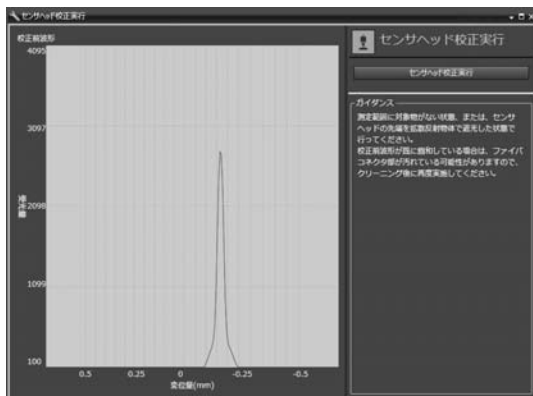 センサヘッド校正実行
校正前波形
4095
3097
2098
1099
100
受光量
0.5
0.25
0
-0.25
-0.5
変位量(mm)
センサヘッド校正実行
センサヘッド校正実行
ガイダンス
測定範囲に対象物がない状態、または、センサ
ヘッドの先端を拡散反射物体で遮光した状態で
行ってください。
校正前波形が既に飽和している場合は、ファイバ
コネクタ部が汚れている可能性がありますので、
クリーニング後に再度実施してください。